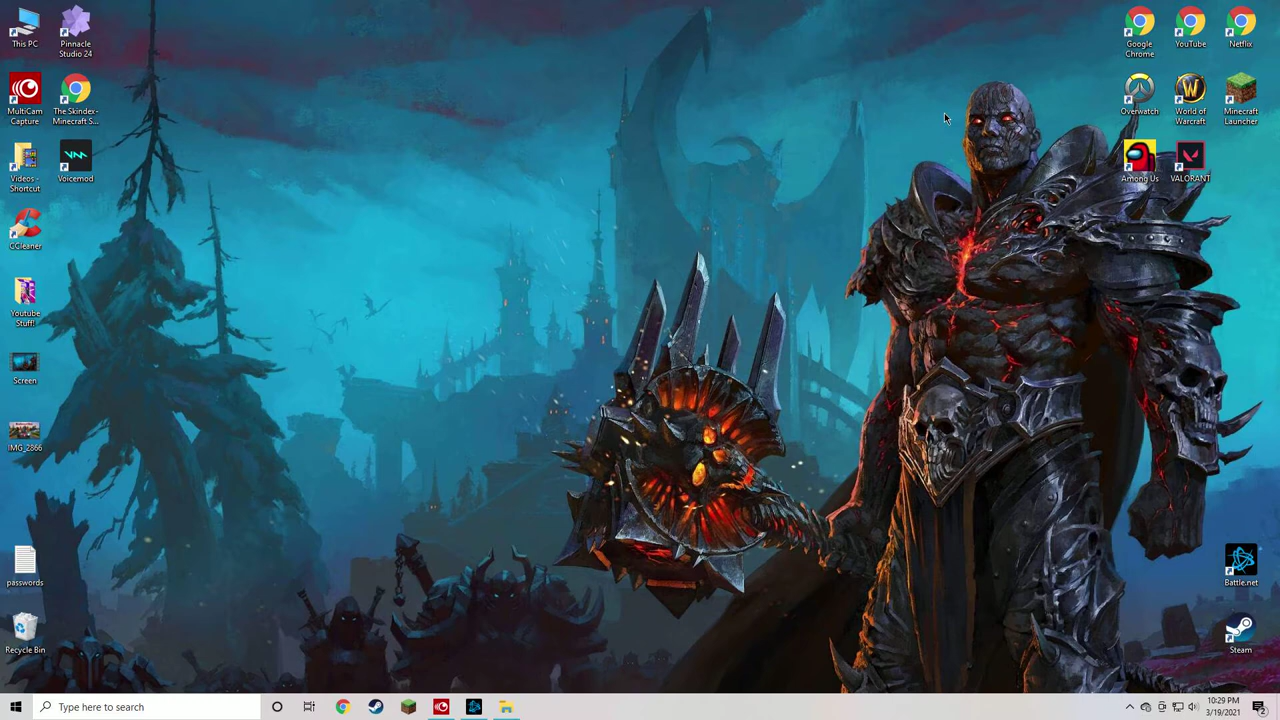 This PC
Pinnacle
Studio 24
MultiCam
Capture
The Skindex-
Minecraft S...
Videos -
Shortcut
Voicemod
CCleaner
Youtube
Stuff!
Screen
IMG_2866
passwords
Recycle Bin
Google
Chrome
YouTube
Netflix
Overwatch
World of
Warcraft
Minecraft
Launcher
Among Us
VALORANT
Battle.net
Steam
Type here to search
10:29 PM
3/19/2021
2